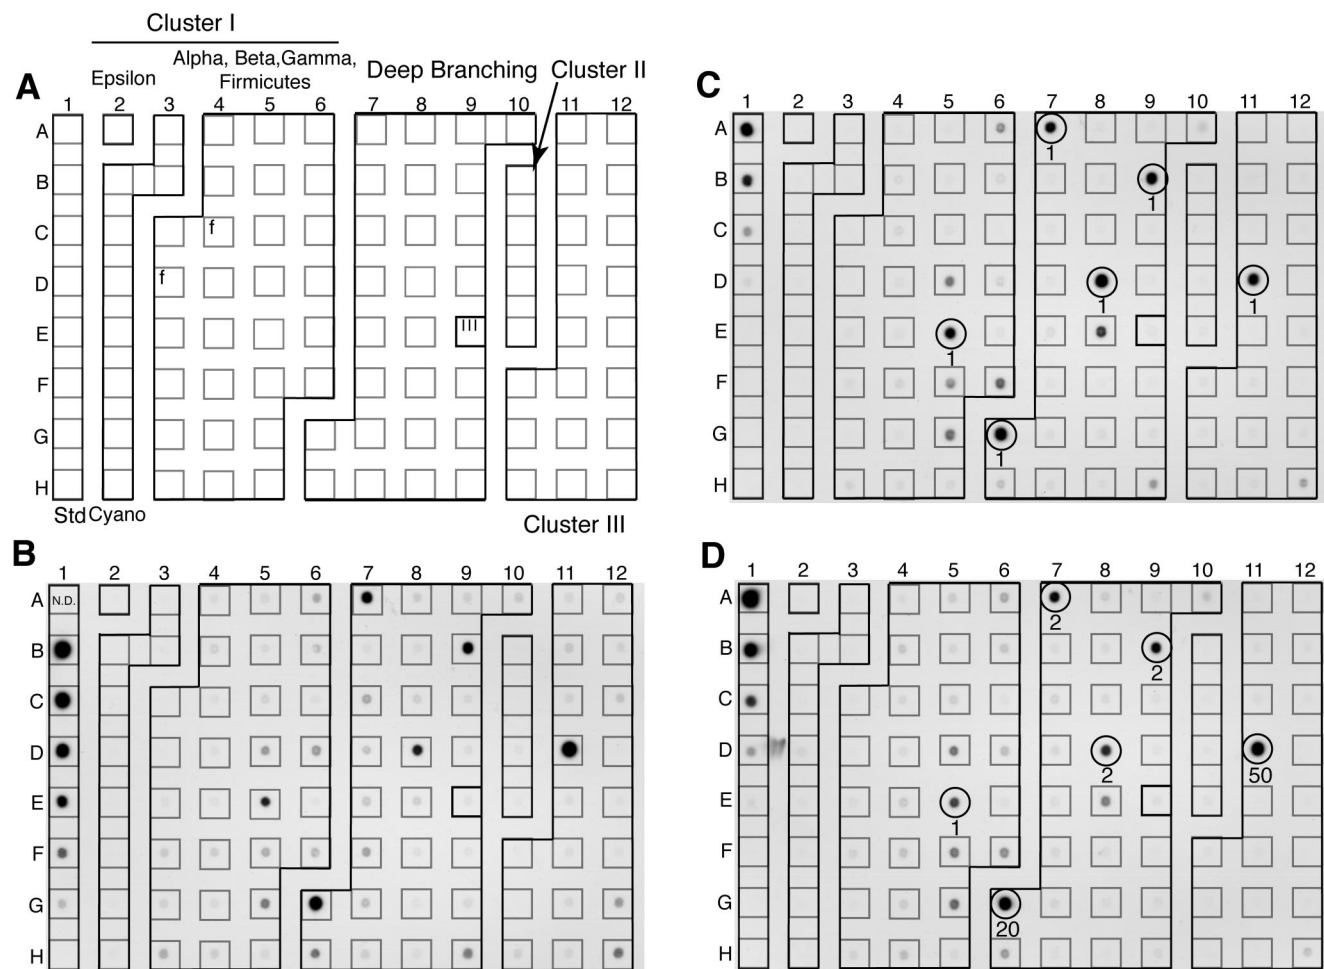 Cluster I
Alpha, Beta,Gamma,
Epsilon
Firmicutes
Deep Branching
Cluster II
A
1 2 3 4 5 6 7 8 9 10 11 12
A
B
C f
D f
E III
F
G
H
Std Cyano
Cluster III
C
1 2 3 4 5 6 7 8 9 10 11 12
A
1
B
1
C
D
1 1
E
1
F
G
1
H
B
1 2 3 4 5 6 7 8 9 10 11 12
A N.D.
B
C
D
E
F
G
H
D
1 2 3 4 5 6 7 8 9 10 11 12
A
2
B
2
C
D
2 50
E
1
F
G
20
H